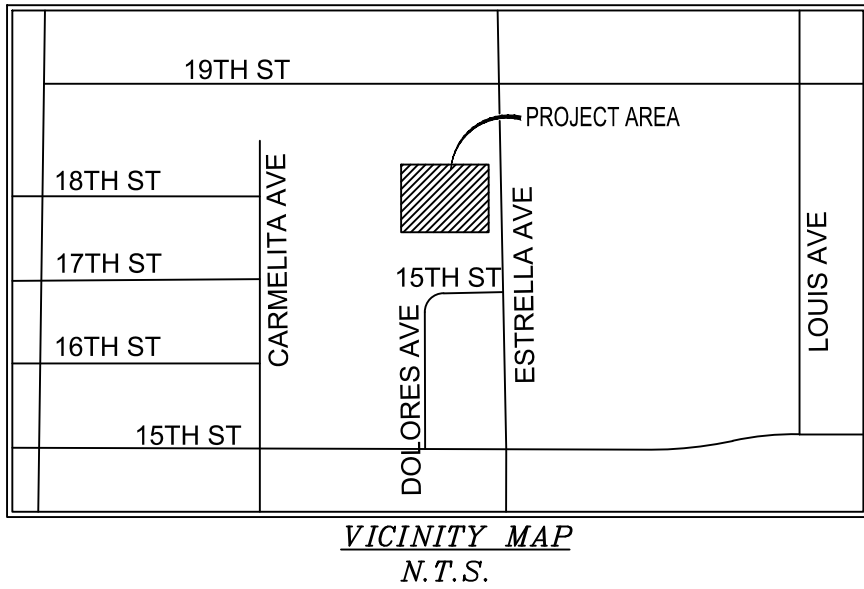 19TH ST
PROJECT AREA
18TH ST
CARMELITA AVE
17TH ST
15TH ST
ESTRELLA AVE
LOUIS AVE
16TH ST
DOLORES AVE
15TH ST
VICINITY MAP
N.T.S.